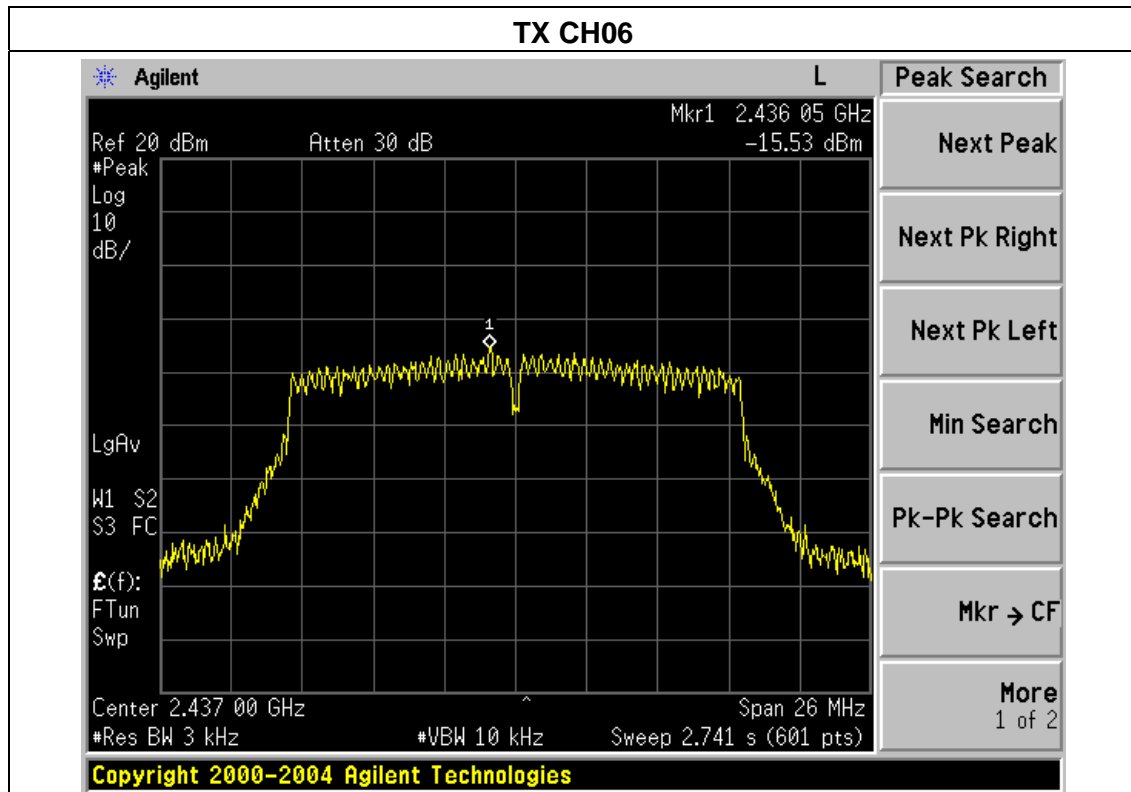 TX CH06
Agilent L Peak Search
Mkr1 2.436 05 GHz
Ref 20 dBm Atten 30 dB -15.53 dBm
#Peak
Log
10
dB/
1
LgAv
W1 S2
S3 FC
£(f):
FTun
Swp
Center 2.437 00 GHz ^ Span 26 MHz
#Res BW 3 kHz #VBW 10 kHz Sweep 2.741 s (601 pts)
Copyright 2000-2004 Agilent Technologies
Next Peak
Next Pk Right
Next Pk Left
Min Search
Pk-Pk Search
Mkr → CF
More
1 of 2